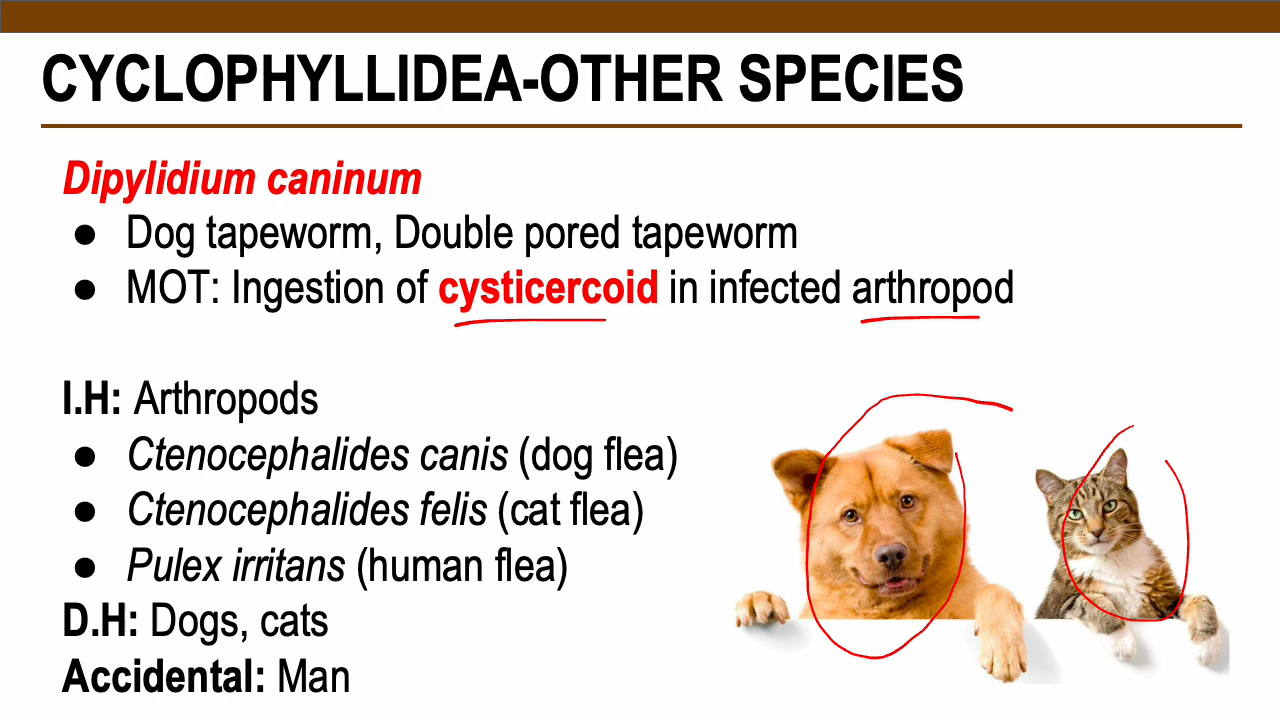 CYCLOPHYLLIDEA-OTHER SPECIES
Dipylidium caninum
● Dog tapeworm, Double pored tapeworm
● MOT: Ingestion of cysticercoid in infected arthropod
I.H: Arthropods
● Ctenocephalides canis (dog flea)
● Ctenocephalides felis (cat flea)
● Pulex irritans (human flea)
D.H: Dogs, cats
Accidental: Man